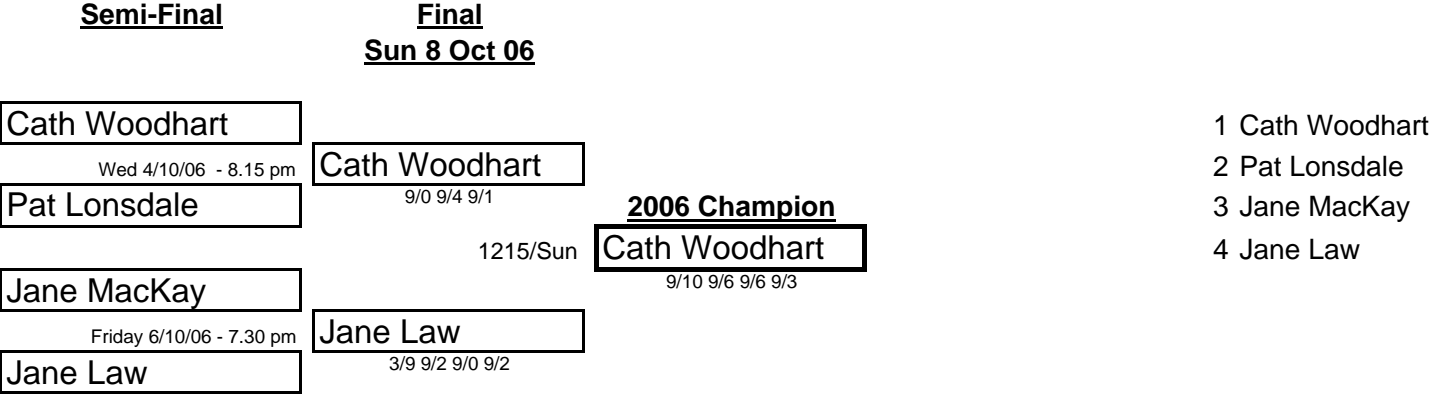 Semi-Final
Final
Sun 8 Oct 06
Cath Woodhart
Wed 4/10/06 - 8.15 pm
Pat Lonsdale
Cath Woodhart
9/0 9/4 9/1
Jane MacKay
Friday 6/10/06 - 7.30 pm
Jane Law
Jane Law
3/9 9/2 9/0 9/2
1215/Sun
2006 Champion
Cath Woodhart
9/10 9/6 9/6 9/3
1 Cath Woodhart
2 Pat Lonsdale
3 Jane MacKay
4 Jane Law